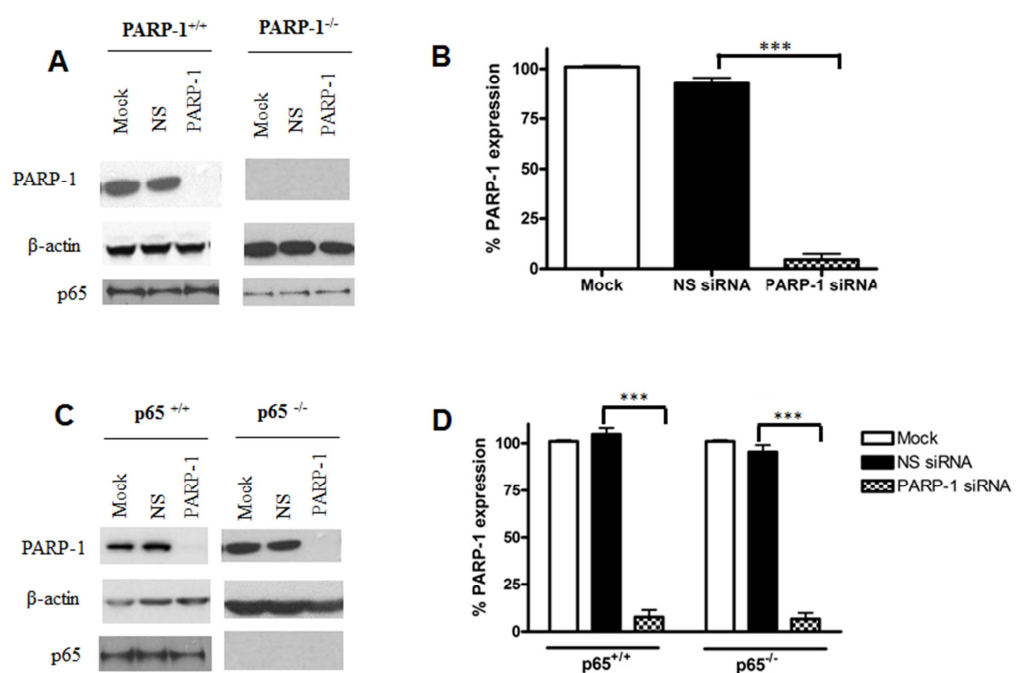 A
PARP-1+/+ PARP-1-/-
Mock NS PARP-1 Mock NS PARP-1
PARP-1
β-actin
p65
B
***
% PARP-1 expression
100
75
50
25
0
Mock NS siRNA PARP-1 siRNA
C
p65 +/+ p65 -/-
Mock NS PARP-1 Mock NS PARP-1
PARP-1
β-actin
p65
D
*** ***
% PARP-1 expression
100
75
50
25
0
p65+/+ p65-/-
Mock
NS siRNA
PARP-1 siRNA